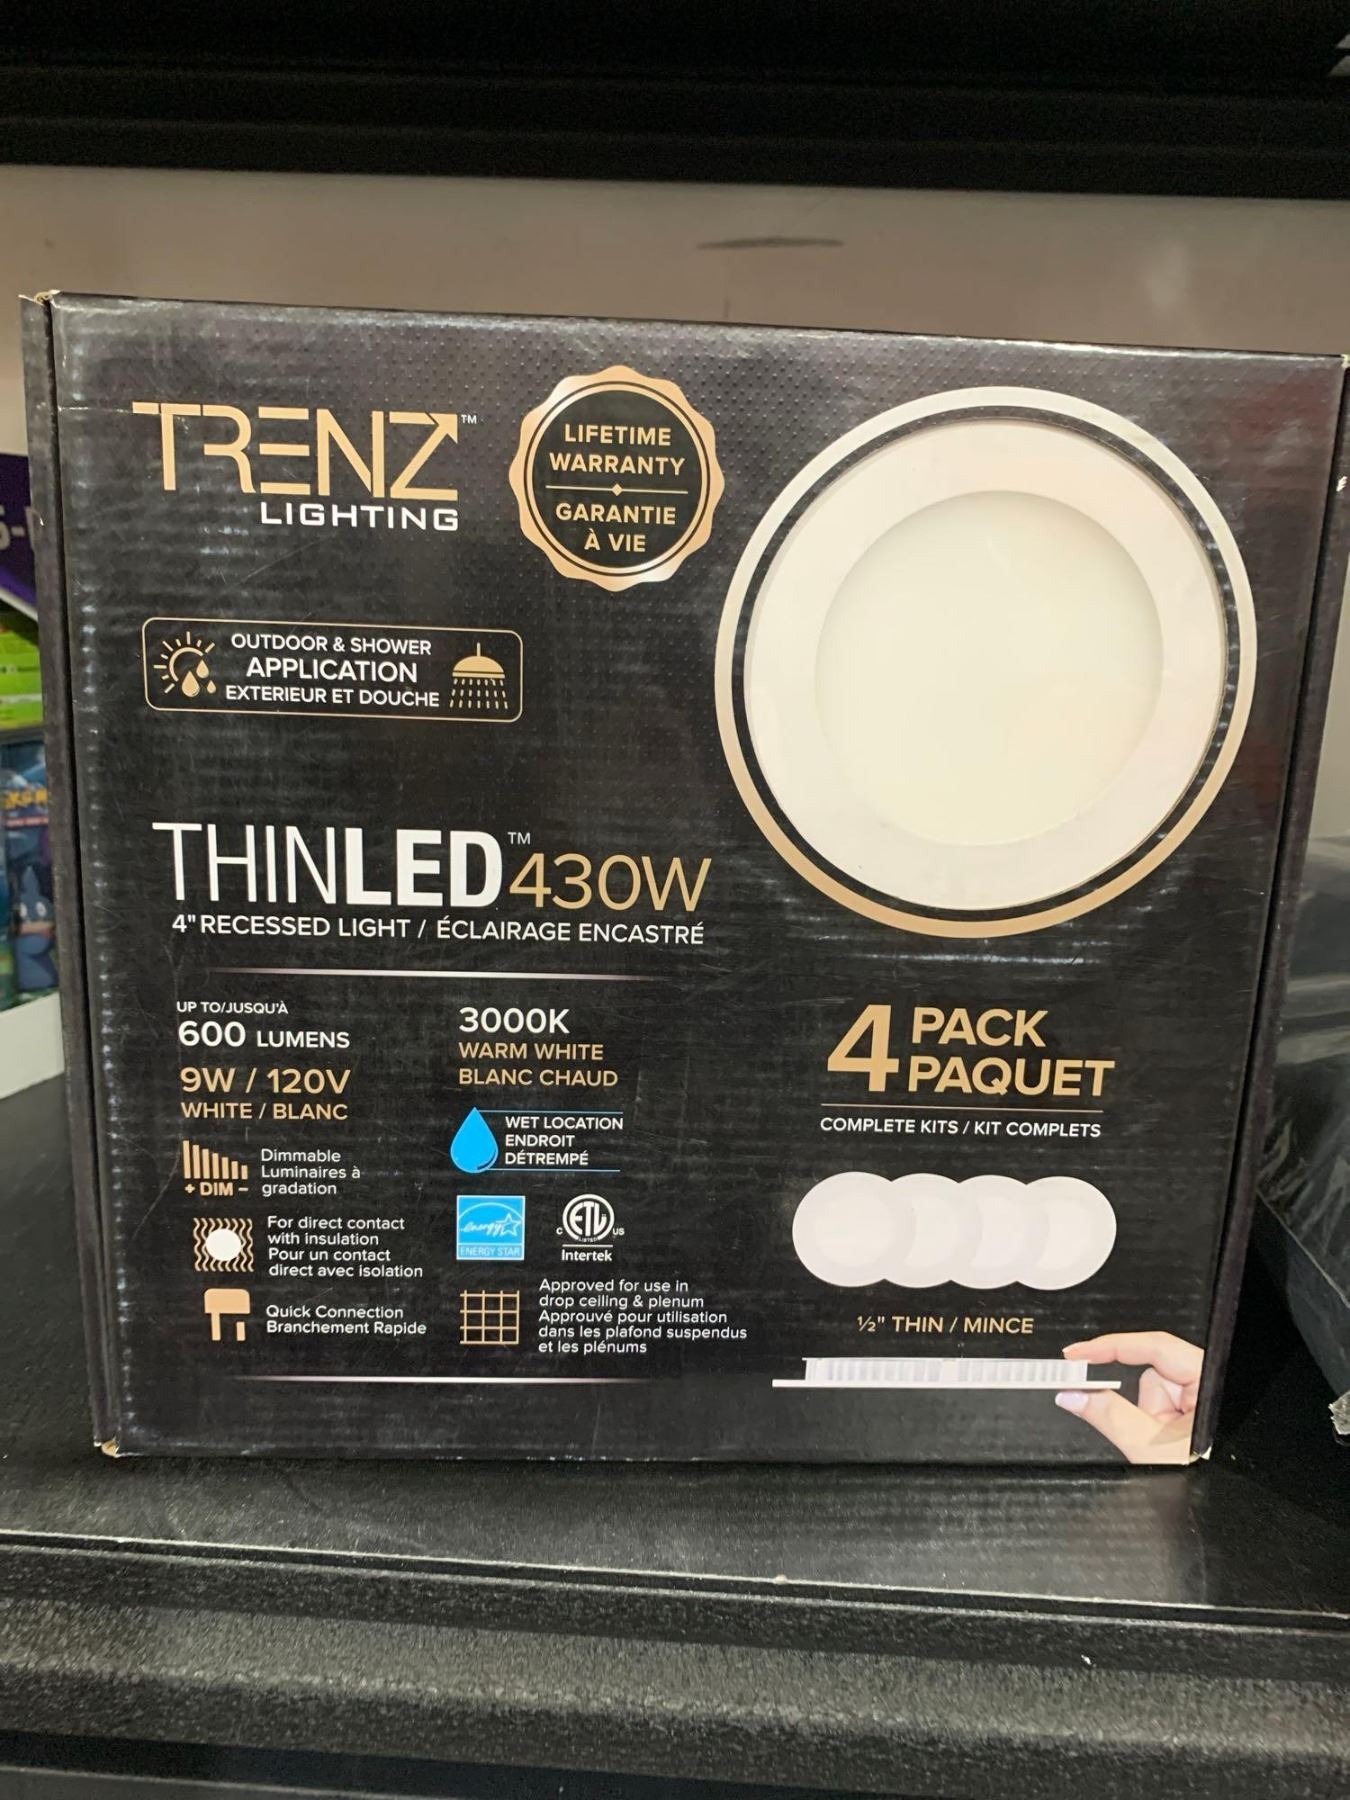 TRENZ™
LIGHTING
LIFETIME
WARRANTY
GARANTIE
À VIE
OUTDOOR & SHOWER
APPLICATION
EXTERIEUR ET DOUCHE
THINLED™430W
4" RECESSED LIGHT / ÉCLAIRAGE ENCASTRÉ
UP TO/JUSQU'À
600 LUMENS
9W / 120V
WHITE / BLANC
+ DIM -
Dimmable
Luminaires à
gradation
For direct contact
with insulation
Pour un contact
direct avec isolation
Quick Connection
Branchement Rapide
3000K
WARM WHITE
BLANC CHAUD
WET LOCATION
ENDROIT
DÉTREMPÉ
energy
ENERGY STAR
C ETL US
LISTED
Intertek
Approved for use in
drop ceiling & plenum
Approuvé pour utilisation
dans les plafond suspendus
et les plénums
4 PACK
PAQUET
COMPLETE KITS / KIT COMPLETS
½" THIN / MINCE